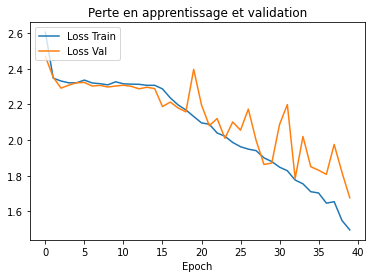 Perte en apprentissage et validation
Loss Train
Loss Val
2.6
2.4
2.2
2.0
1.8
1.6
0 5 10 15 20 25 30 35 40
Epoch